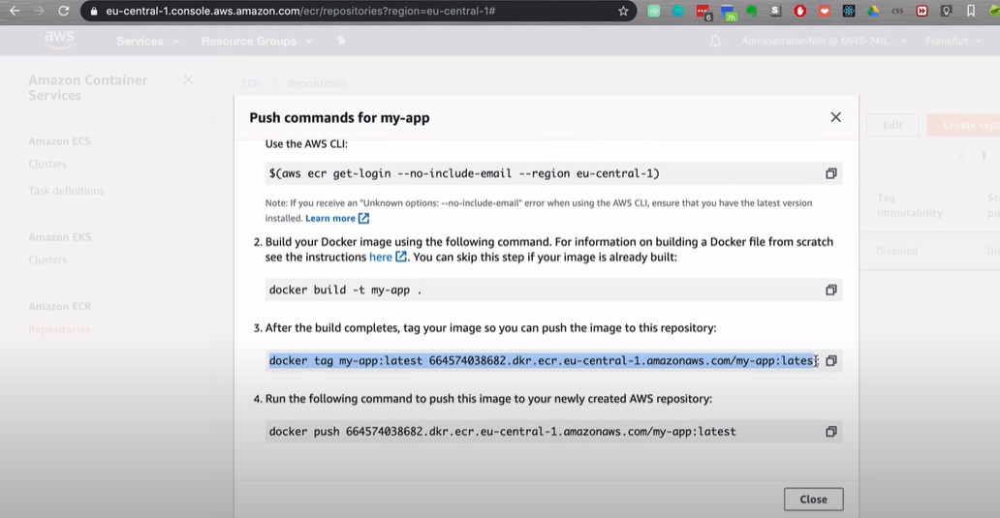 eu-central-1.console.aws.amazon.com/ecr/repositories?region=eu-central-1#
6
7h
css
aws
Services
Resource Groups
Administrator-Niki @ 6645-740..
Frankfurt
Amazon Container
Services
ECR
Repositories
Amazon ECS
Clusters
Task definitions
Amazon EKS
Clusters
Amazon ECR
Repositories
Edit
Create repo
1
Tag
immutability
Disabled
Push commands for my-app
Use the AWS CLI:
$(aws ecr get-login --no-include-email --region eu-central-1)
Note: If you receive an "Unknown options: --no-include-email" error when using the AWS CLI, ensure that you have the latest version
installed. Learn more
2. Build your Docker image using the following command. For information on building a Docker file from scratch
see the instructions here . You can skip this step if your image is already built:
docker build -t my-app .
3. After the build completes, tag your image so you can push the image to this repository:
docker tag my-app:latest 664574038682.dkr.ecr.eu-central-1.amazonaws.com/my-app:latest
4. Run the following command to push this image to your newly created AWS repository:
docker push 664574038682.dkr.ecr.eu-central-1.amazonaws.com/my-app:latest
Close